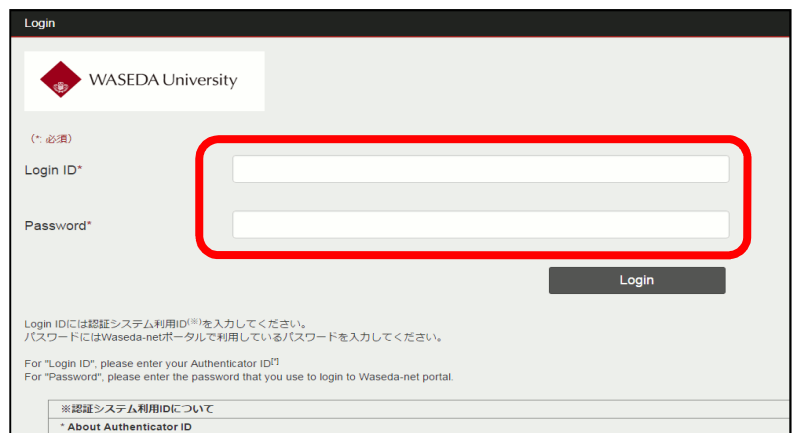 Login
WASEDA University
(*: 必須)
Login ID*
Password*
Login
Login IDには認証システム利用ID(※)を入力してください。
パスワードにはWaseda-netポータルで利用しているパスワードを入力してください。
For "Login ID", please enter your Authenticator ID[*]
For "Password", please enter the password that you use to login to Waseda-net portal.
※認証システム利用IDについて
* About Authenticator ID